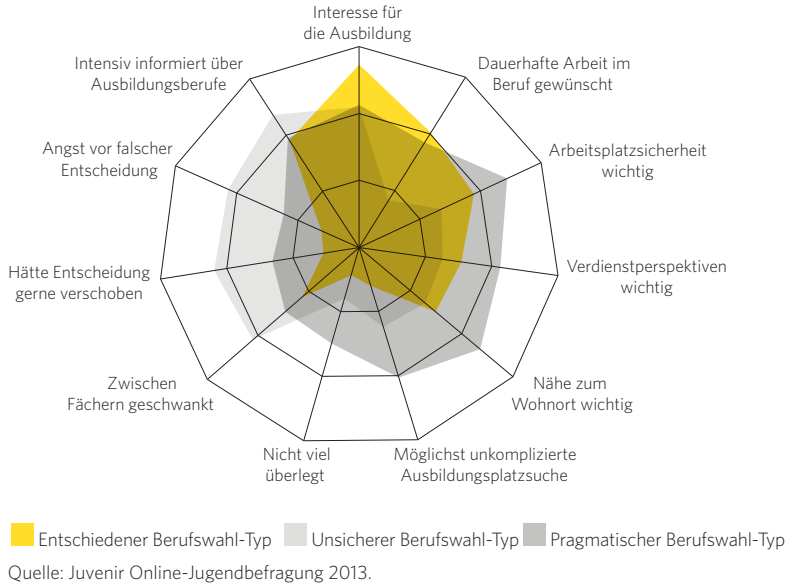 Interesse für
die Ausbildung
Dauerhafte Arbeit im
Beruf gewünscht
Arbeitsplatzsicherheit
wichtig
Verdienstperspektiven
wichtig
Nähe zum
Wohnort wichtig
Möglichst unkomplizierte
Ausbildungsplatzsuche
Nicht viel
überlegt
Zwischen
Fächern geschwankt
Hätte Entscheidung
gerne verschoben
Angst vor falscher
Entscheidung
Intensiv informiert über
Ausbildungsberufe
Entschiedener Berufswahl-Typ
Unsicherer Berufswahl-Typ
Pragmatischer Berufswahl-Typ
Quelle: Juvenir Online-Jugendbefragung 2013.